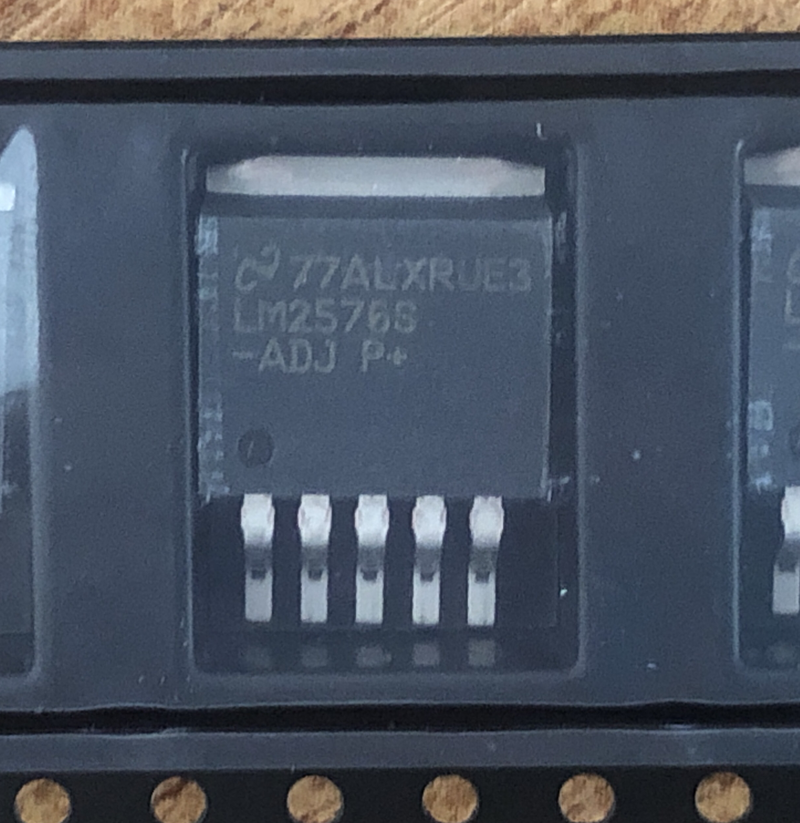 77ALXRUE3
LM2576S
-ADJ P+